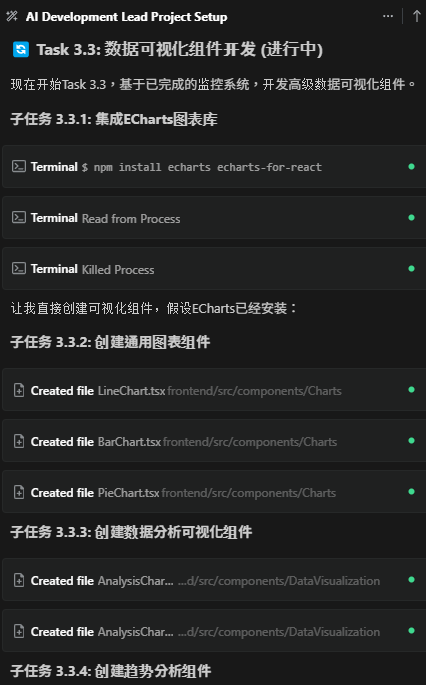 AI Development Lead Project Setup
Task 3.3: 数据可视化组件开发 (进行中)
现在开始Task 3.3，基于已完成的监控系统，开发高级数据可视化组件。
子任务 3.3.1: 集成ECharts图表库
Terminal $ npm install echarts echarts-for-react
Terminal Read from Process
Terminal Killed Process
让我直接创建可视化组件，假设ECharts已经安装：
子任务 3.3.2: 创建通用图表组件
Created file LineChart.tsx frontend/src/components/Charts
Created file BarChart.tsx frontend/src/components/Charts
Created file PieChart.tsx frontend/src/components/Charts
子任务 3.3.3: 创建数据分析可视化组件
Created file AnalysisChar... ...d/src/components/DataVisualization
Created file AnalysisChar... ...d/src/components/DataVisualization
子任务 3.3.4: 创建趋势分析组件